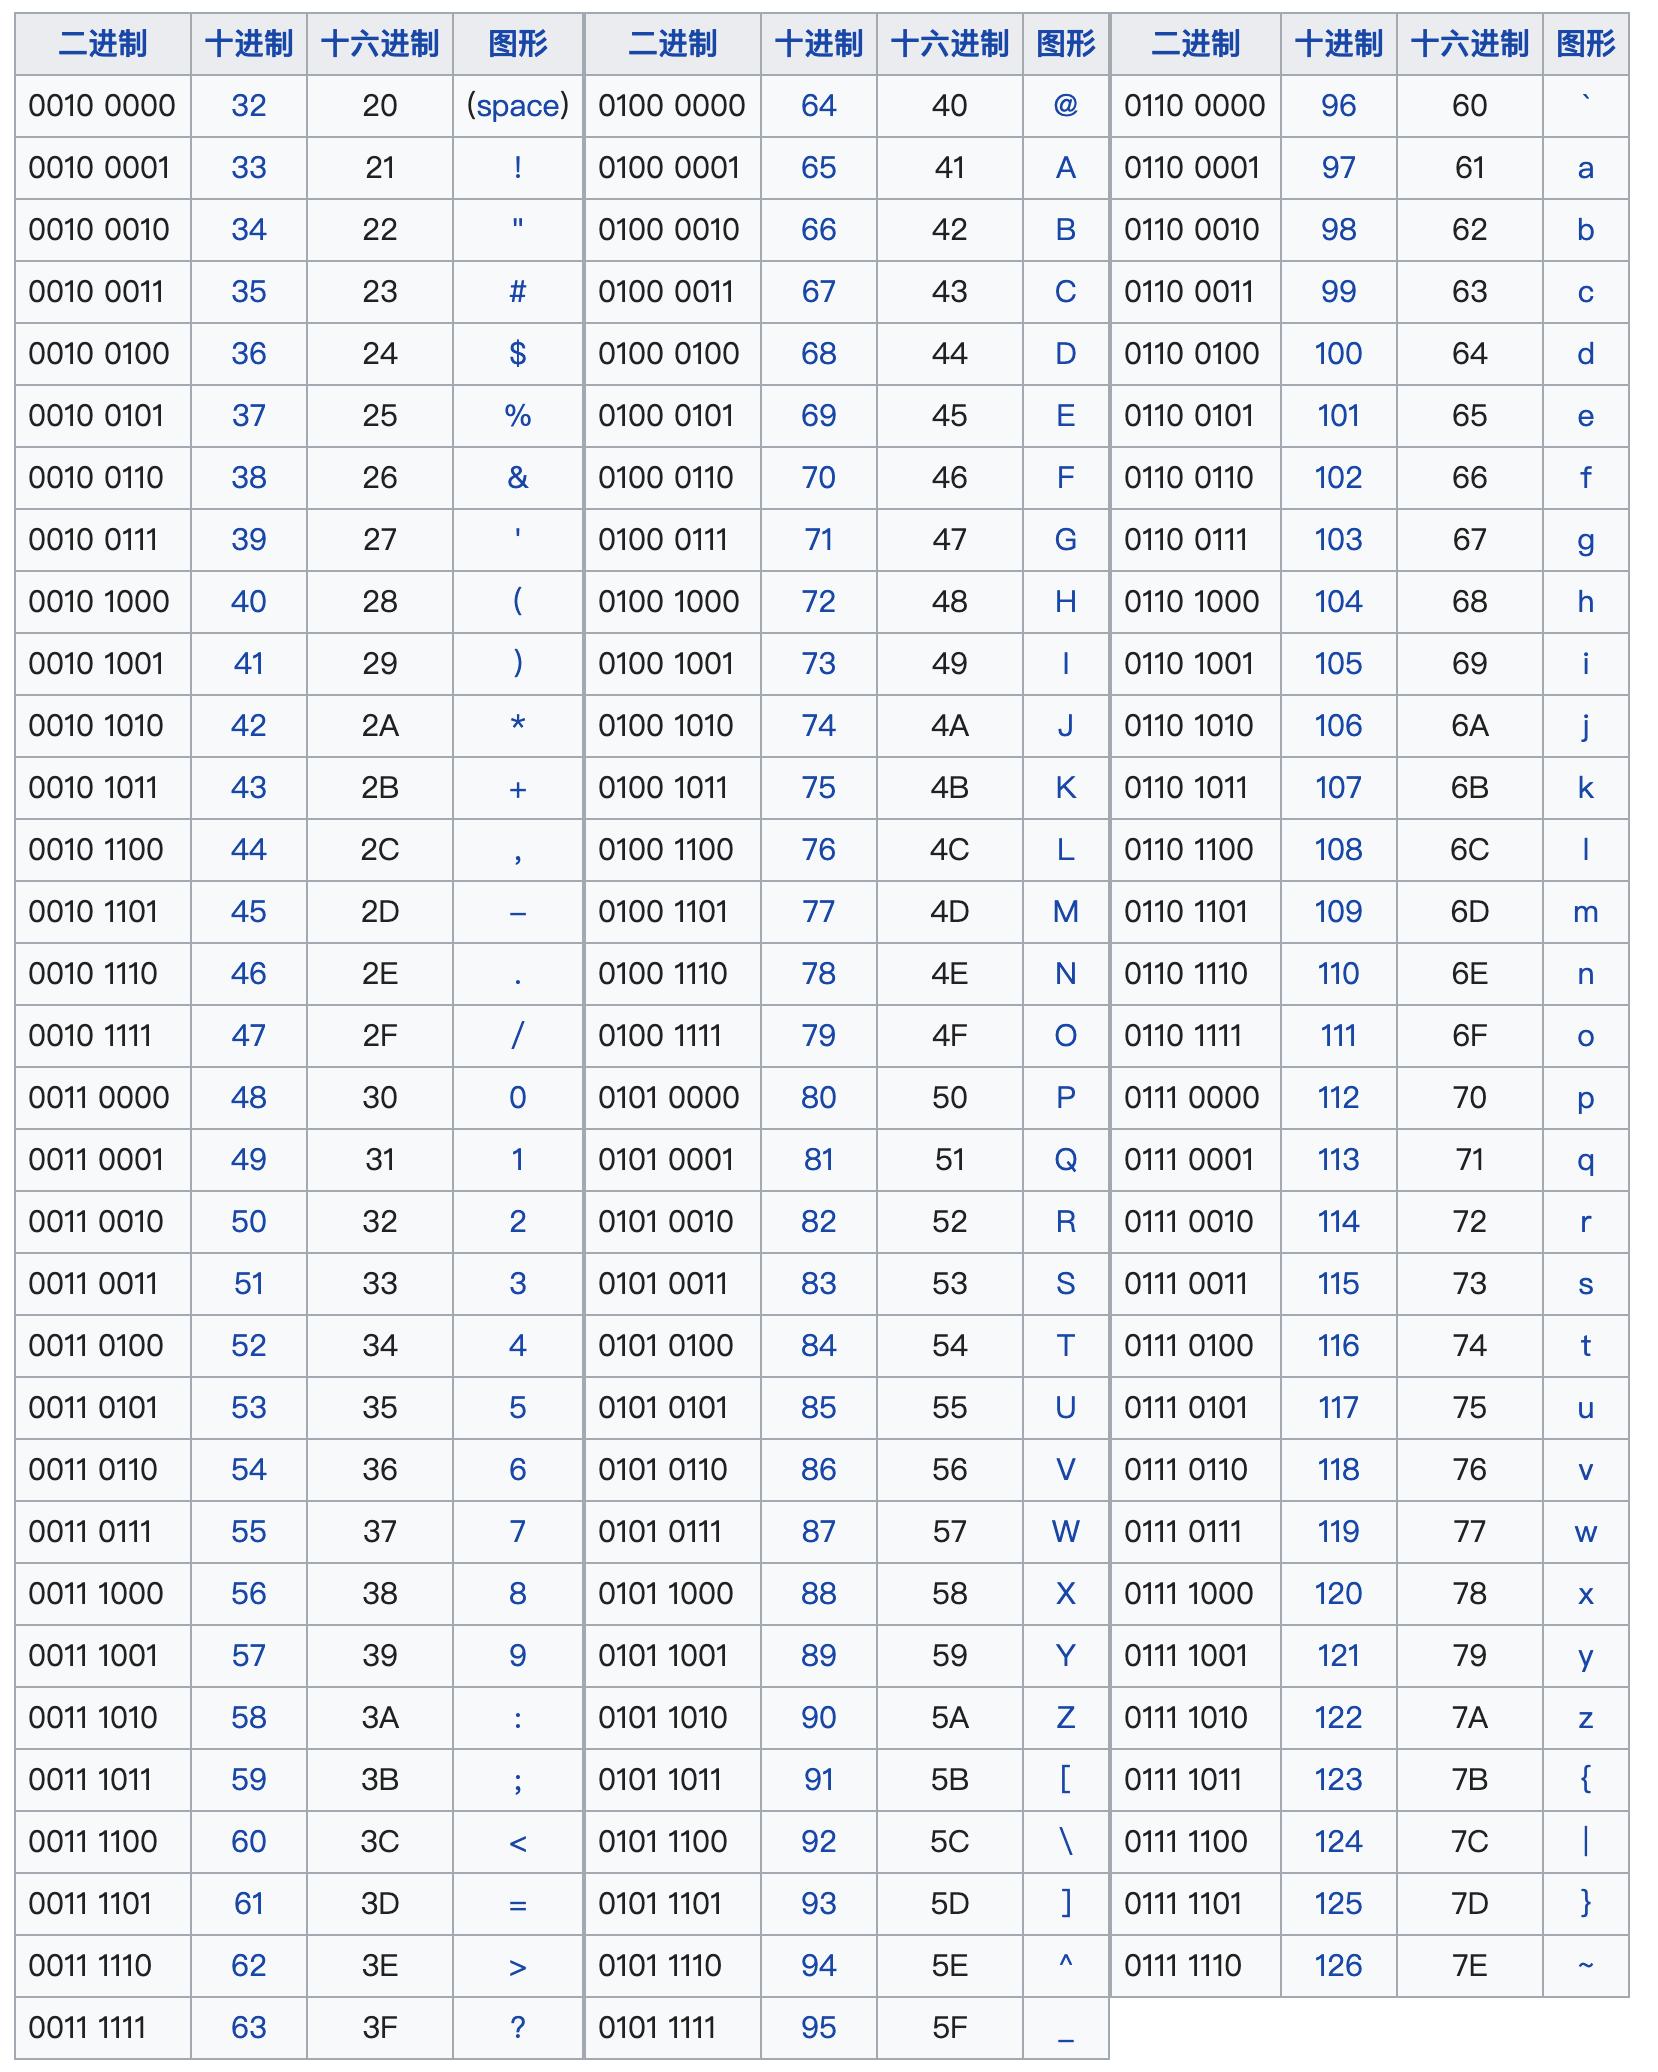 二进制 十进制 十六进制 图形 二进制 十进制 十六进制 图形 二进制 十进制 十六进制 图形
0010 0000 32 20 (space) 0100 0000 64 40 @ 0110 0000 96 60 `
0010 0001 33 21 ! 0100 0001 65 41 A 0110 0001 97 61 a
0010 0010 34 22 " 0100 0010 66 42 B 0110 0010 98 62 b
0010 0011 35 23 # 0100 0011 67 43 C 0110 0011 99 63 c
0010 0100 36 24 $ 0100 0100 68 44 D 0110 0100 100 64 d
0010 0101 37 25 % 0100 0101 69 45 E 0110 0101 101 65 e
0010 0110 38 26 & 0100 0110 70 46 F 0110 0110 102 66 f
0010 0111 39 27 ' 0100 0111 71 47 G 0110 0111 103 67 g
0010 1000 40 28 ( 0100 1000 72 48 H 0110 1000 104 68 h
0010 1001 41 29 ) 0100 1001 73 49 I 0110 1001 105 69 i
0010 1010 42 2A * 0100 1010 74 4A J 0110 1010 106 6A j
0010 1011 43 2B + 0100 1011 75 4B K 0110 1011 107 6B k
0010 1100 44 2C , 0100 1100 76 4C L 0110 1100 108 6C l
0010 1101 45 2D – 0100 1101 77 4D M 0110 1101 109 6D m
0010 1110 46 2E . 0100 1110 78 4E N 0110 1110 110 6E n
0010 1111 47 2F / 0100 1111 79 4F O 0110 1111 111 6F o
0011 0000 48 30 0 0101 0000 80 50 P 0111 0000 112 70 p
0011 0001 49 31 1 0101 0001 81 51 Q 0111 0001 113 71 q
0011 0010 50 32 2 0101 0010 82 52 R 0111 0010 114 72 r
0011 0011 51 33 3 0101 0011 83 53 S 0111 0011 115 73 s
0011 0100 52 34 4 0101 0100 84 54 T 0111 0100 116 74 t
0011 0101 53 35 5 0101 0101 85 55 U 0111 0101 117 75 u
0011 0110 54 36 6 0101 0110 86 56 V 0111 0110 118 76 v
0011 0111 55 37 7 0101 0111 87 57 W 0111 0111 119 77 w
0011 1000 56 38 8 0101 1000 88 58 X 0111 1000 120 78 x
0011 1001 57 39 9 0101 1001 89 59 Y 0111 1001 121 79 y
0011 1010 58 3A : 0101 1010 90 5A Z 0111 1010 122 7A z
0011 1011 59 3B ; 0101 1011 91 5B [ 0111 1011 123 7B {
0011 1100 60 3C < 0101 1100 92 5C \ 0111 1100 124 7C |
0011 1101 61 3D = 0101 1101 93 5D ] 0111 1101 125 7D }
0011 1110 62 3E > 0101 1110 94 5E ^ 0111 1110 126 7E ~
0011 1111 63 3F ? 0101 1111 95 5F _